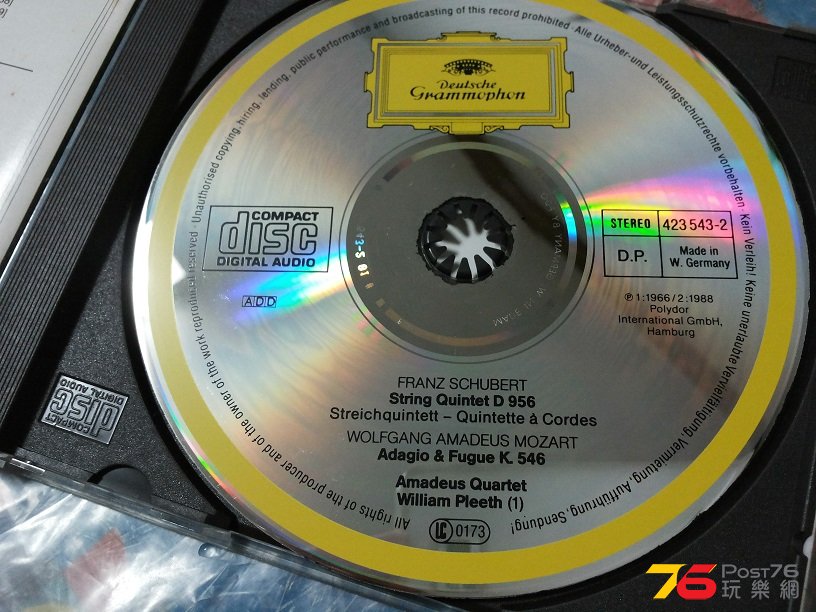 Deutsche
Grammophon
All rights of the producer and of the owner of the work reproduced reserved · Unauthorised copying, hiring, lending, public performance and broadcasting of this record prohibited · Alle Urheber- und Leistungsschutzrechte vorbehalten · Kein Verleih! Keine unerlaubte Vervielfältigung, Vermietung, Aufführung, Sendung!
COMPACT
disc
DIGITAL AUDIO
ADD
STEREO 423 543-2
D.P. Made in
W. Germany
℗ 1:1966/2:1988
Polydor
International GmbH,
Hamburg
FRANZ SCHUBERT
String Quintet D 956
Streichquintett – Quintette à Cordes
WOLFGANG AMADEUS MOZART
Adagio & Fugue K. 546
Amadeus Quartet
William Pleeth (1)
LC 0173
COMPACT
disc
DIGITAL AUDIO
76 Post76
玩樂網